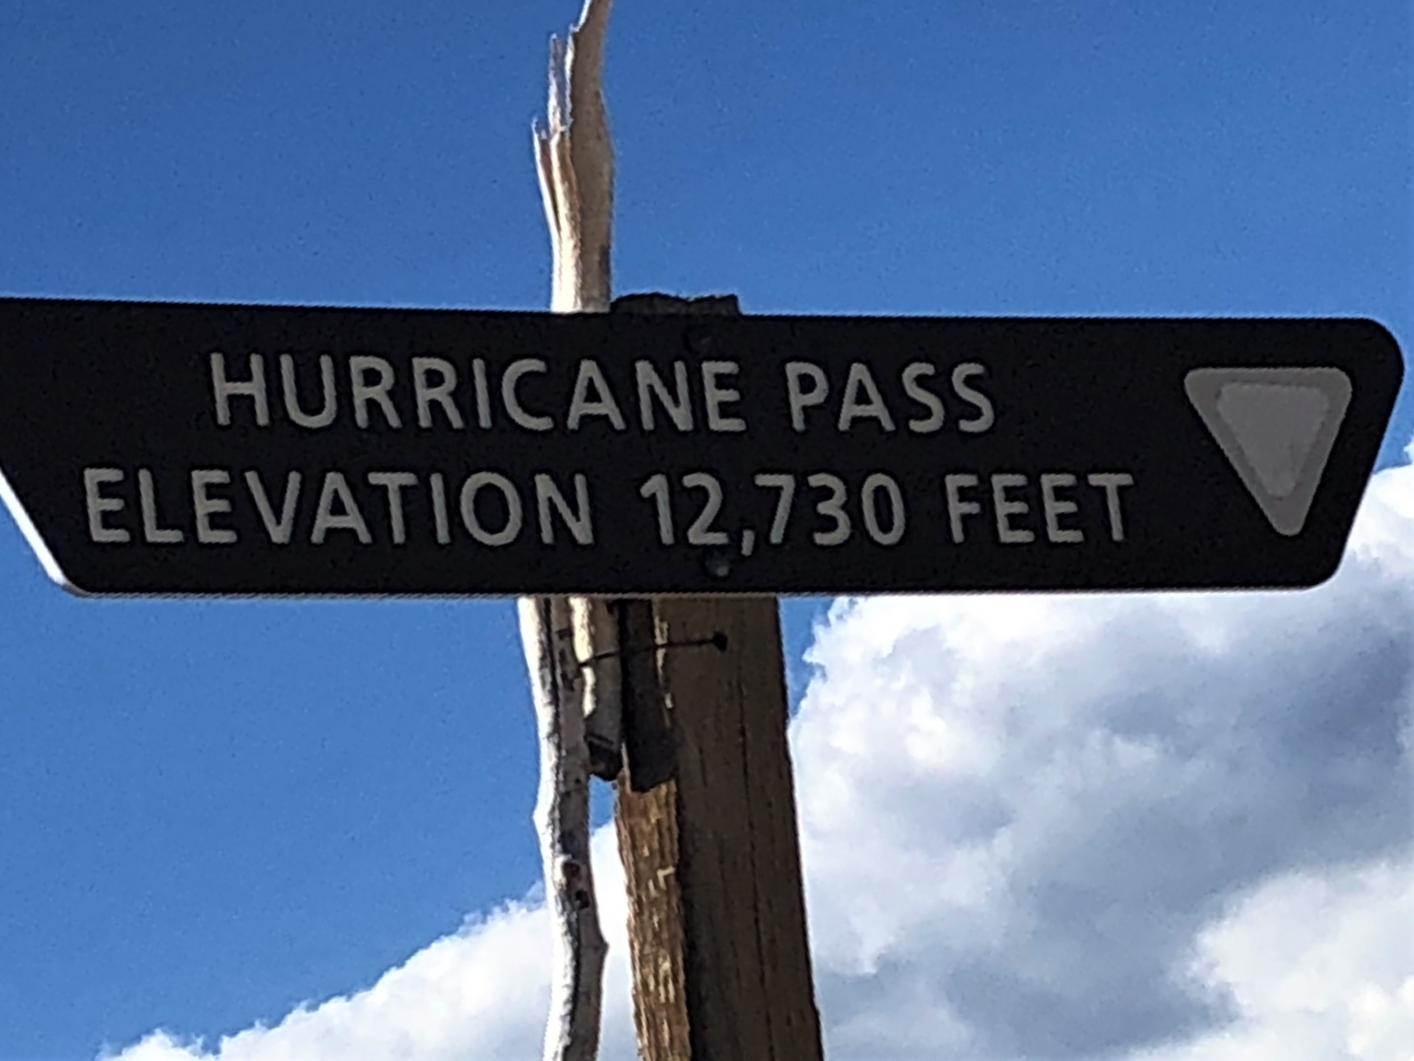 HURRICANE PASS
ELEVATION 12,730 FEET